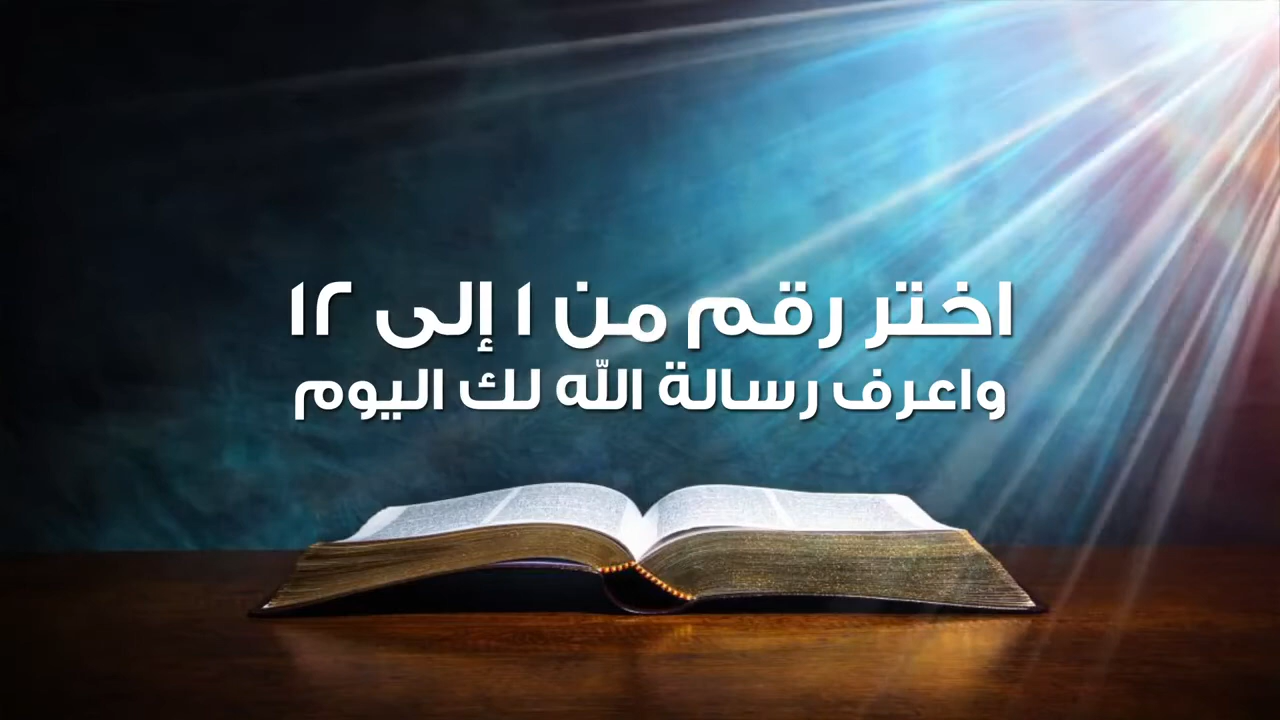 اختر رقم من ١ إلى ١٢
واعرف رسالة الله لك اليوم